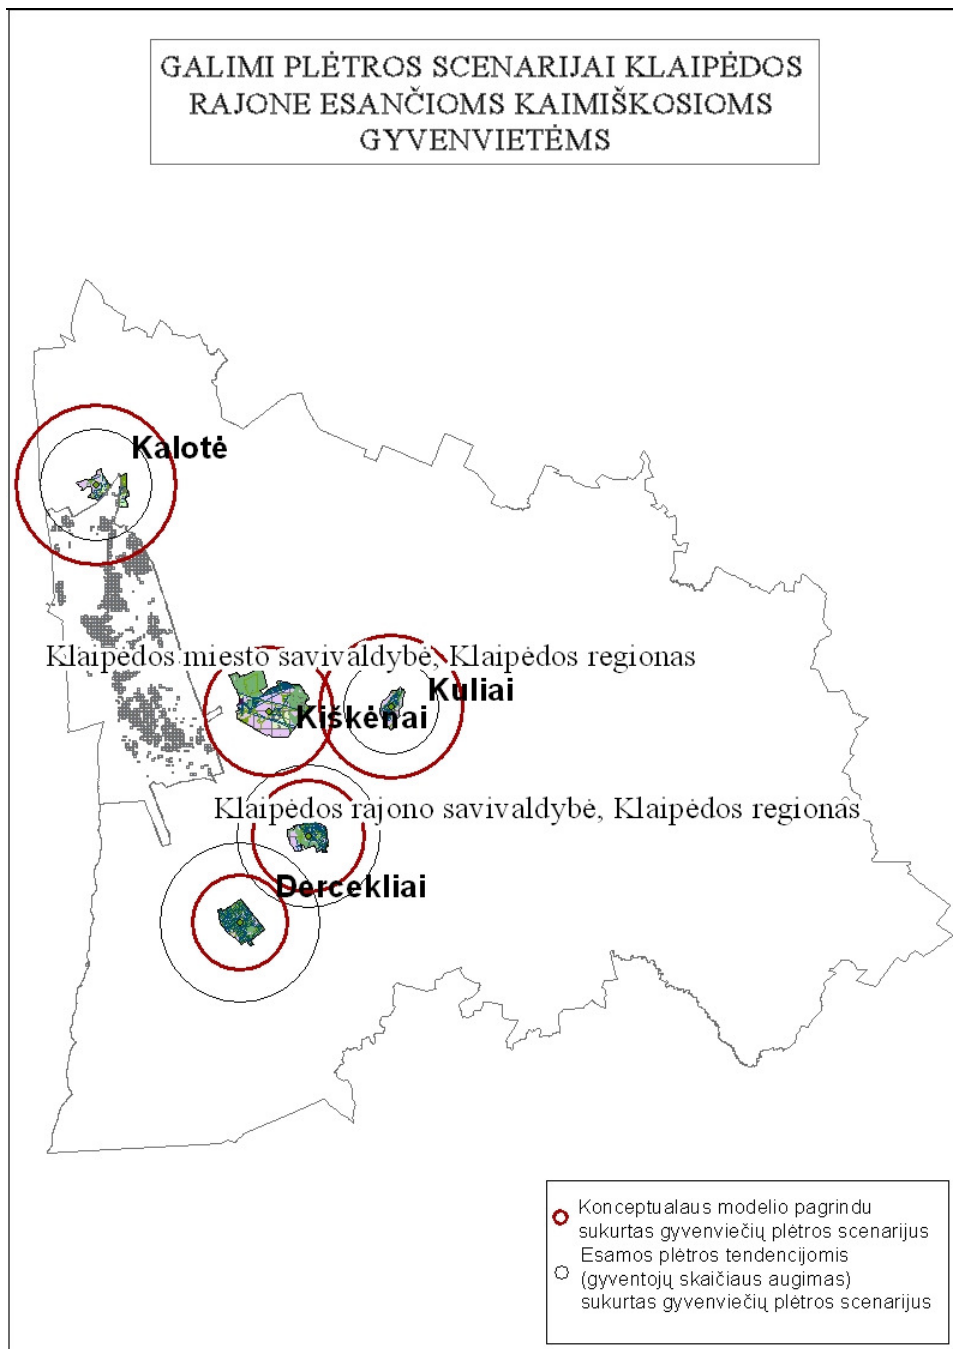 GALIMI PLĖTROS SCENARIJAI KLAIPĖDOS
RAJONE ESANČIOMS KAIMIŠKOSIOMS
GYVENVIETĖMS
Kalotė
Klaipėdos miesto savivaldybė, Klaipėdos regionas
Kuliai
Kiškėnai
Klaipėdos rajono savivaldybė, Klaipėdos regionas
Dercekliai
Konceptualaus modelio pagrindu
sukurtas gyvenviečių plėtros scenarijus
Esamos plėtros tendencijomis
(gyventojų skaičiaus augimas)
sukurtas gyvenviečių plėtros scenarijus